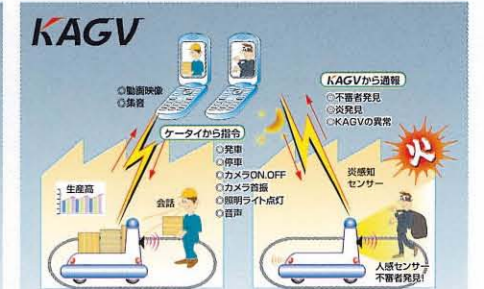 KAGV
◎動画映像
◎集音
ケータイから指令
◎発車
◎停車
◎カメラON.OFF
◎カメラ首振
◎照明ライト点灯
◎音声
KAGVから通報
◎不審者発見
◎炎発見
◎KAGVの異常
火
炎感知
センサー
生産高
会話
人感センサー
不審者発見!